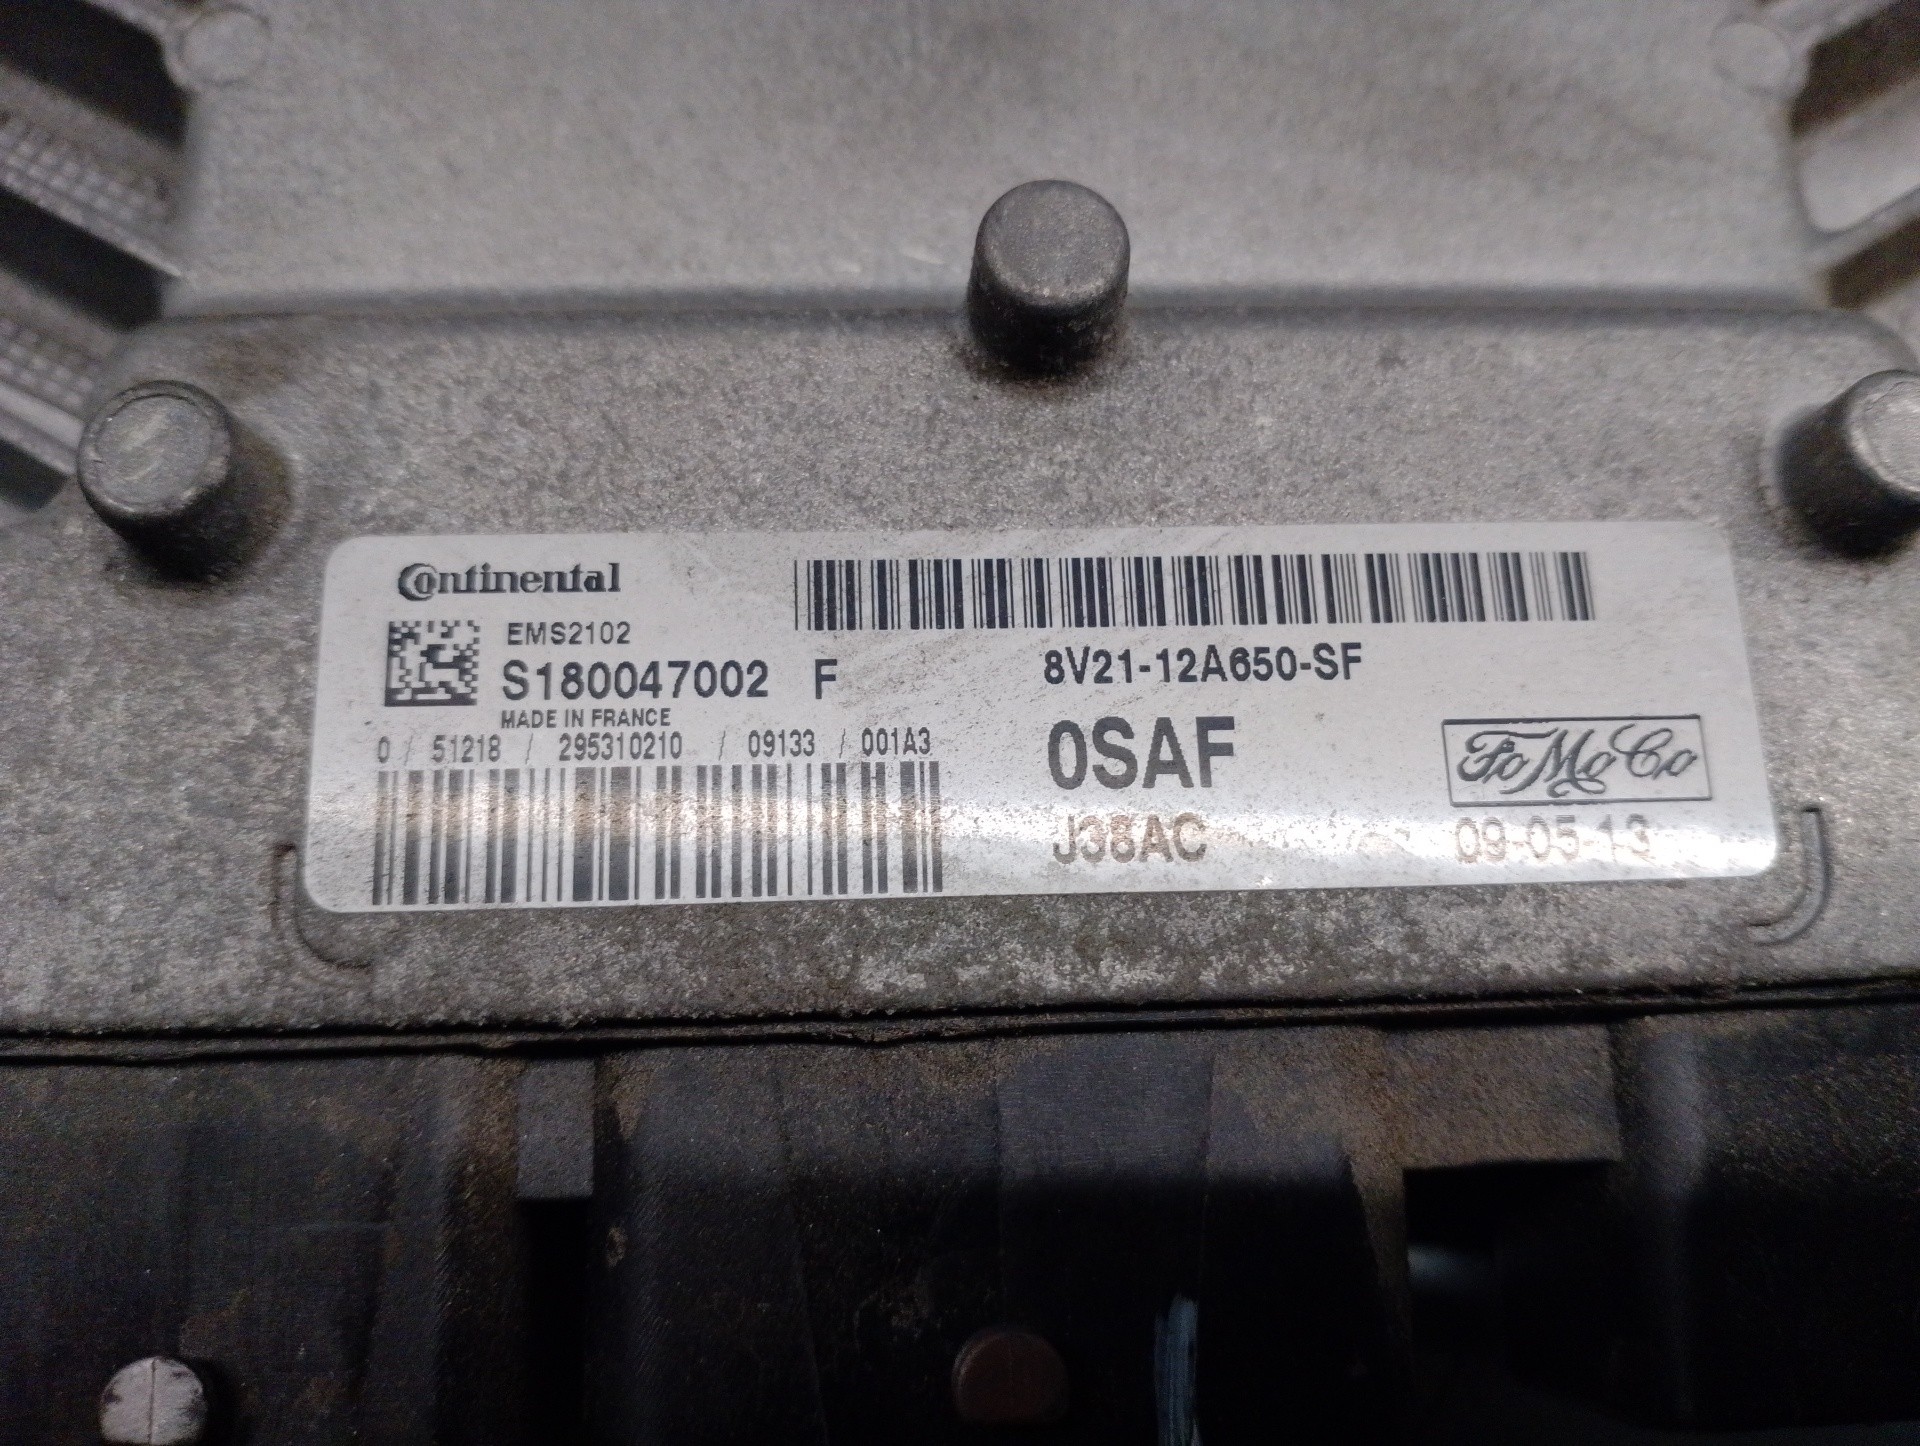 Continental
EMS2102
S180047002 F
MADE IN FRANCE
0 / 51218 / 295310210 / 09133 / 001A3
8V21-12A650-SF
0SAF
FoMoCo
J38AC
09-05-13